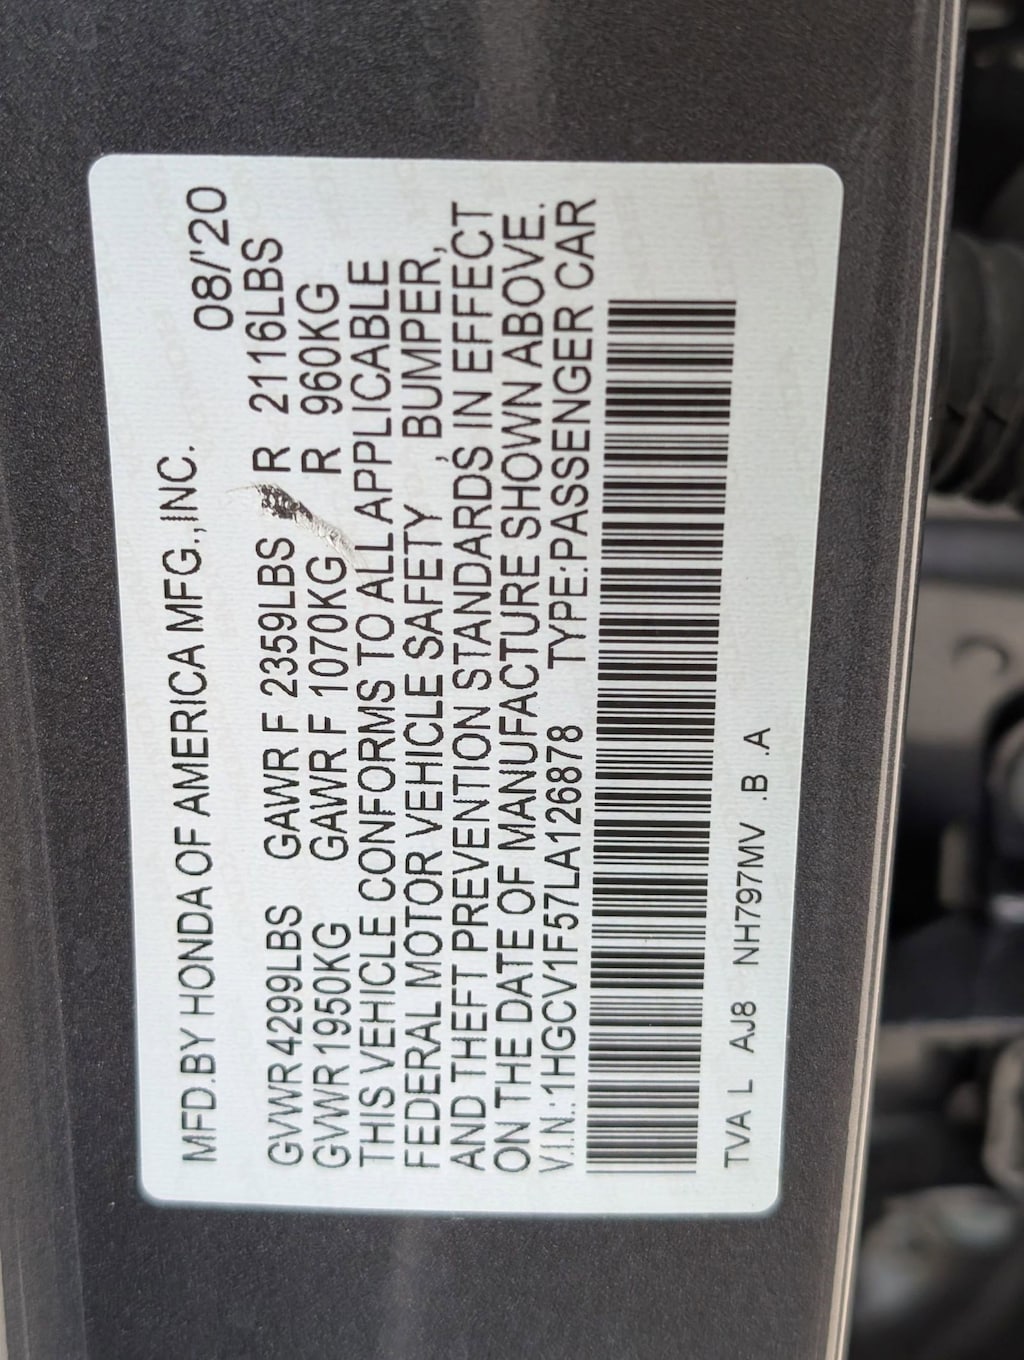 MFD.BY HONDA OF AMERICA MFG.,INC. 08/'20
GVWR 4299LBS GAWR F 2359LBS R 2116LBS
GVWR 1950KG GAWR F 1070KG R 960KG
THIS VEHICLE CONFORMS TO ALL APPLICABLE
FEDERAL MOTOR VEHICLE SAFETY , BUMPER,
AND THEFT PREVENTION STANDARDS IN EFFECT
ON THE DATE OF MANUFACTURE SHOWN ABOVE.
V.I.N.:1HGCV1F57LA126878 TYPE:PASSENGER CAR
TVA L AJ8 NH797MV .B .A